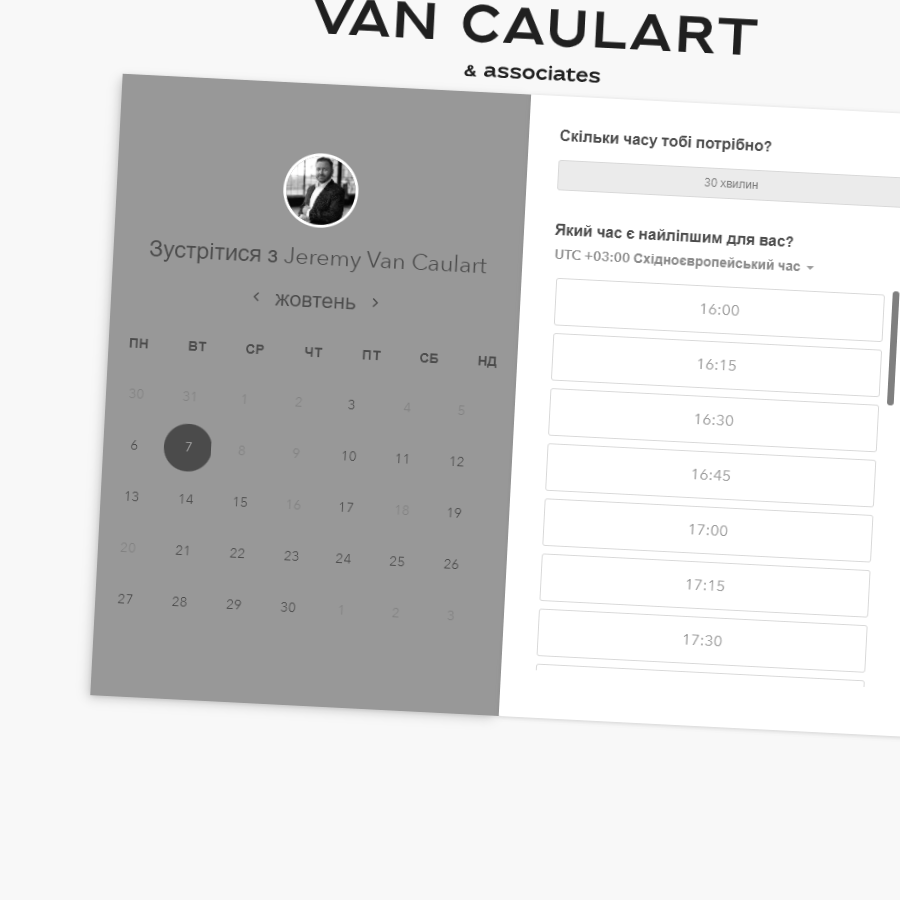 VAN CAULART
& associates
Зустрітися з Jeremy Van Caulart
‹ жовтень ›
ПН ВТ СР ЧТ ПТ СБ НД
30 31 1 2 3 4 5
6 7 8 9 10 11 12
13 14 15 16 17 18 19
20 21 22 23 24 25 26
27 28 29 30 1 2 3
Скільки часу тобі потрібно?
30 хвилин
Який час є найліпшим для вас?
UTC +03:00 Східноєвропейський час
16:00
16:15
16:30
16:45
17:00
17:15
17:30